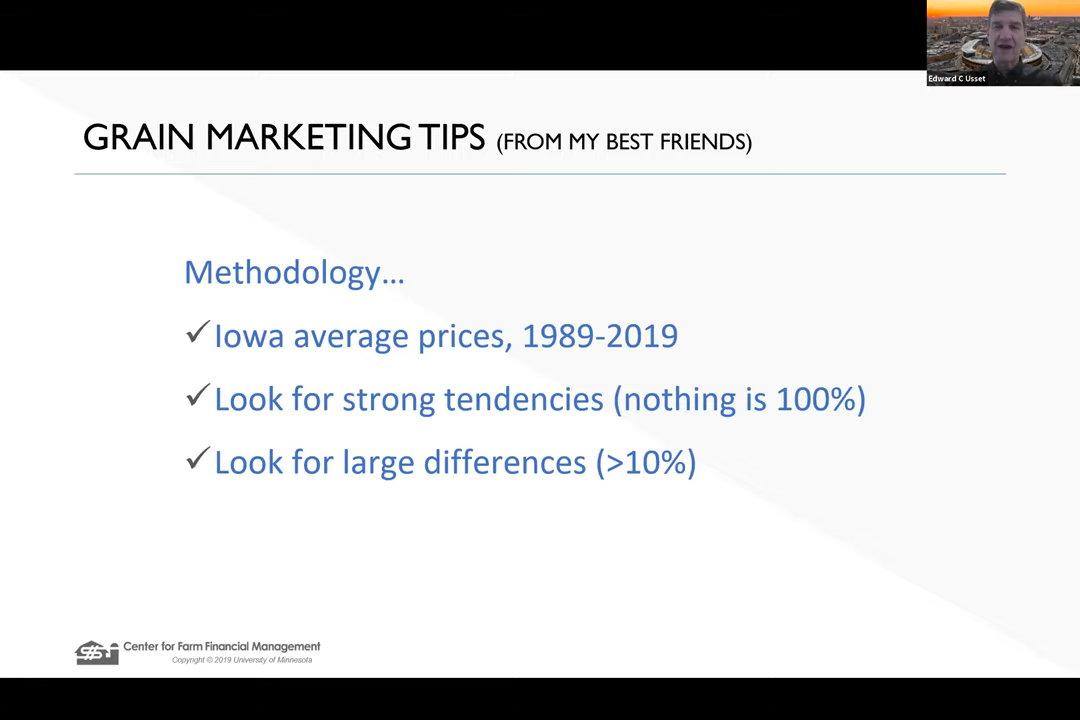 Edward C Usset
GRAIN MARKETING TIPS (FROM MY BEST FRIENDS)
Methodology...
✓Iowa average prices, 1989-2019
✓Look for strong tendencies (nothing is 100%)
✓Look for large differences (>10%)
Center for Farm Financial Management
Copyright © 2019 University of Minnesota